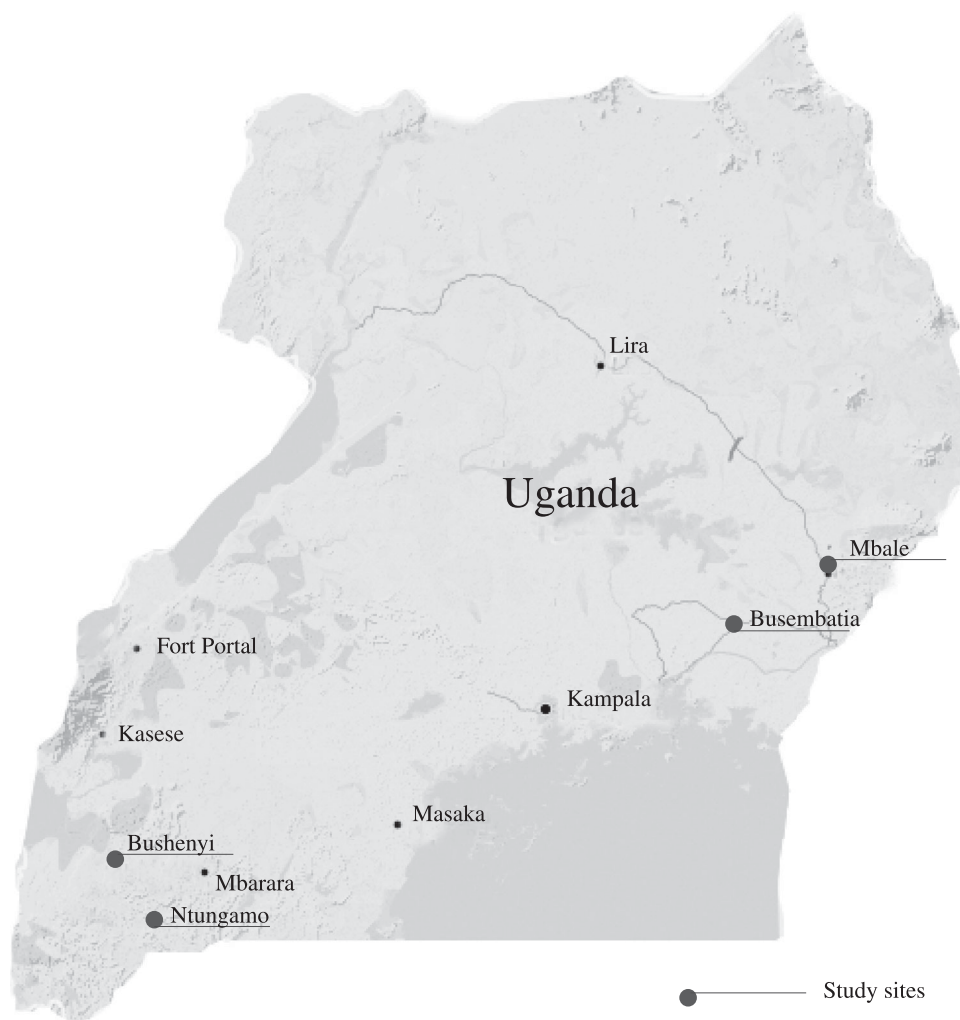 Lira
Uganda
Mbale
Busembatia
Fort Portal
Kampala
Kasese
Masaka
Bushenyi
Mbarara
Ntungamo
Study sites